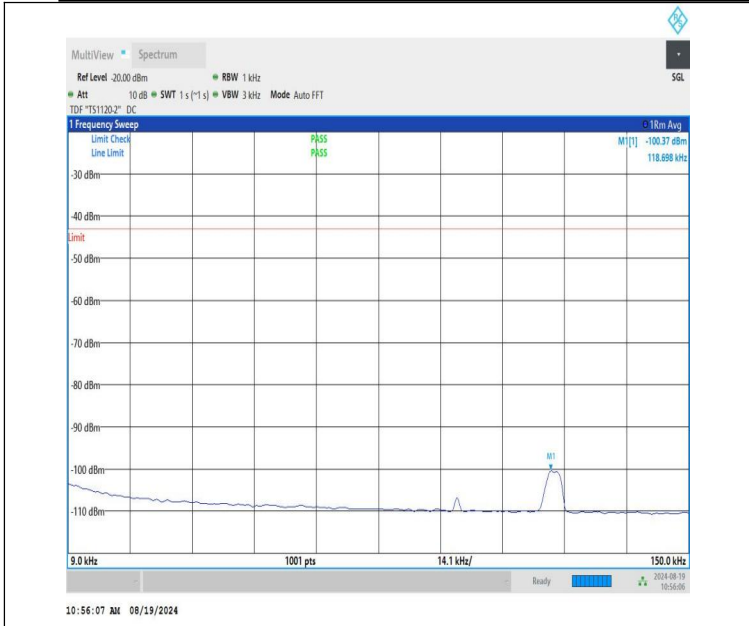 MultiView Spectrum
Ref Level -20.00 dBm RBW 1 kHz SGL
Att 10 dB SWT 1 s (~1 s) VBW 3 kHz Mode Auto FFT
TDF "TS1120-2" DC
1 Frequency Sweep 1Rm Avg
Limit Check PASS M1[1] -100.37 dBm
Line Limit PASS 118.698 kHz
-30 dBm
-40 dBm
Limit
-50 dBm
-60 dBm
-70 dBm
-80 dBm
-90 dBm
M1
-100 dBm
-110 dBm
9.0 kHz 1001 pts 14.1 kHz/ 150.0 kHz
Ready 2024-08-19
10:56:06
10:56:07 AM 08/19/2024